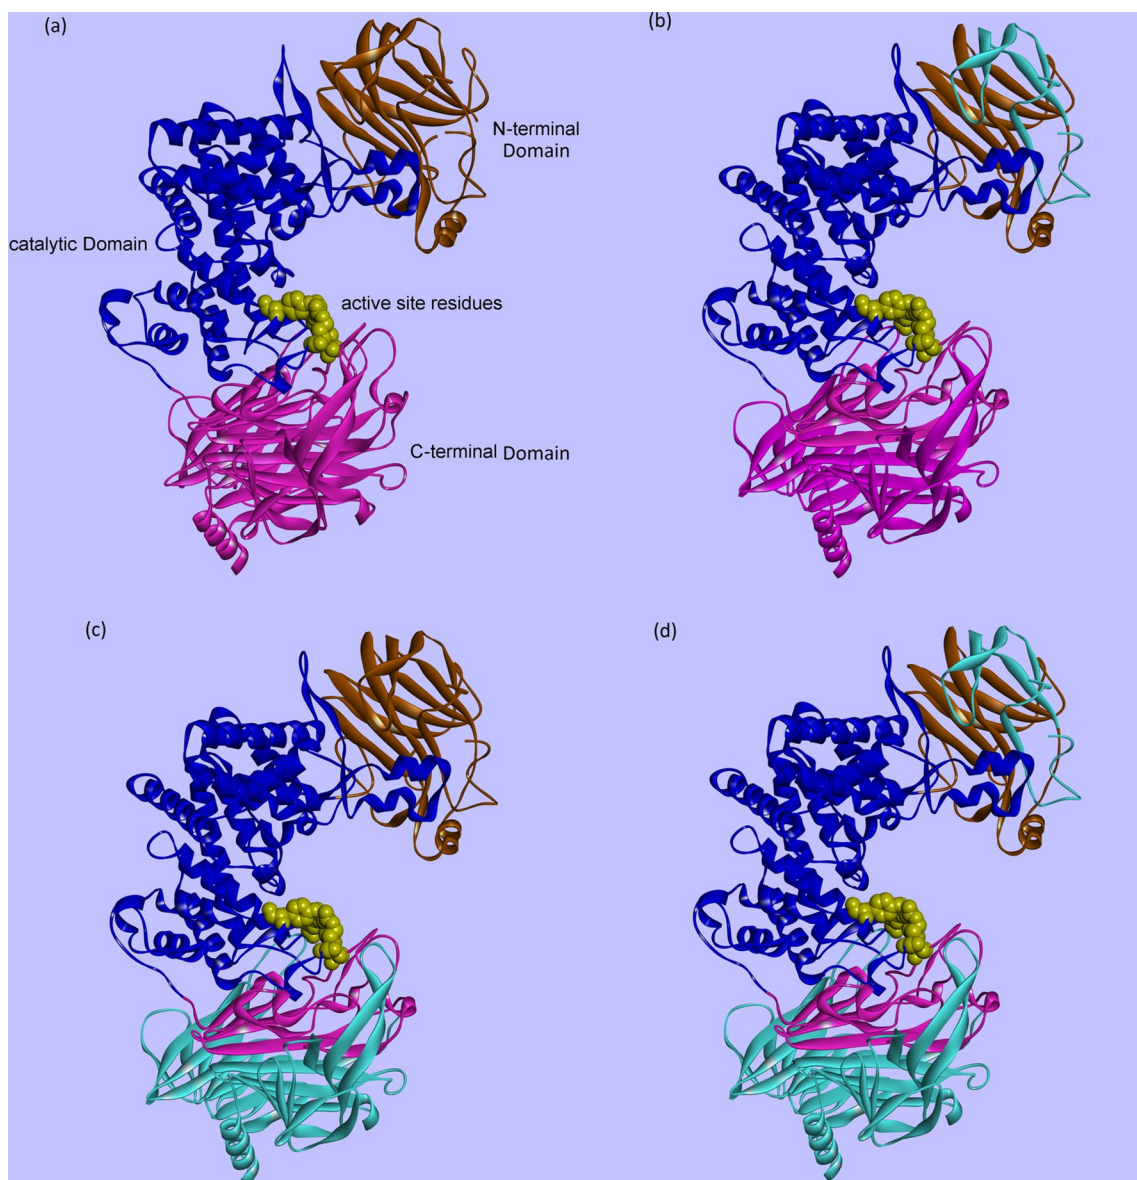 (a)
(b)
N-terminal
Domain
catalytic Domain
active site residues
C-terminal Domain
(c)
(d)